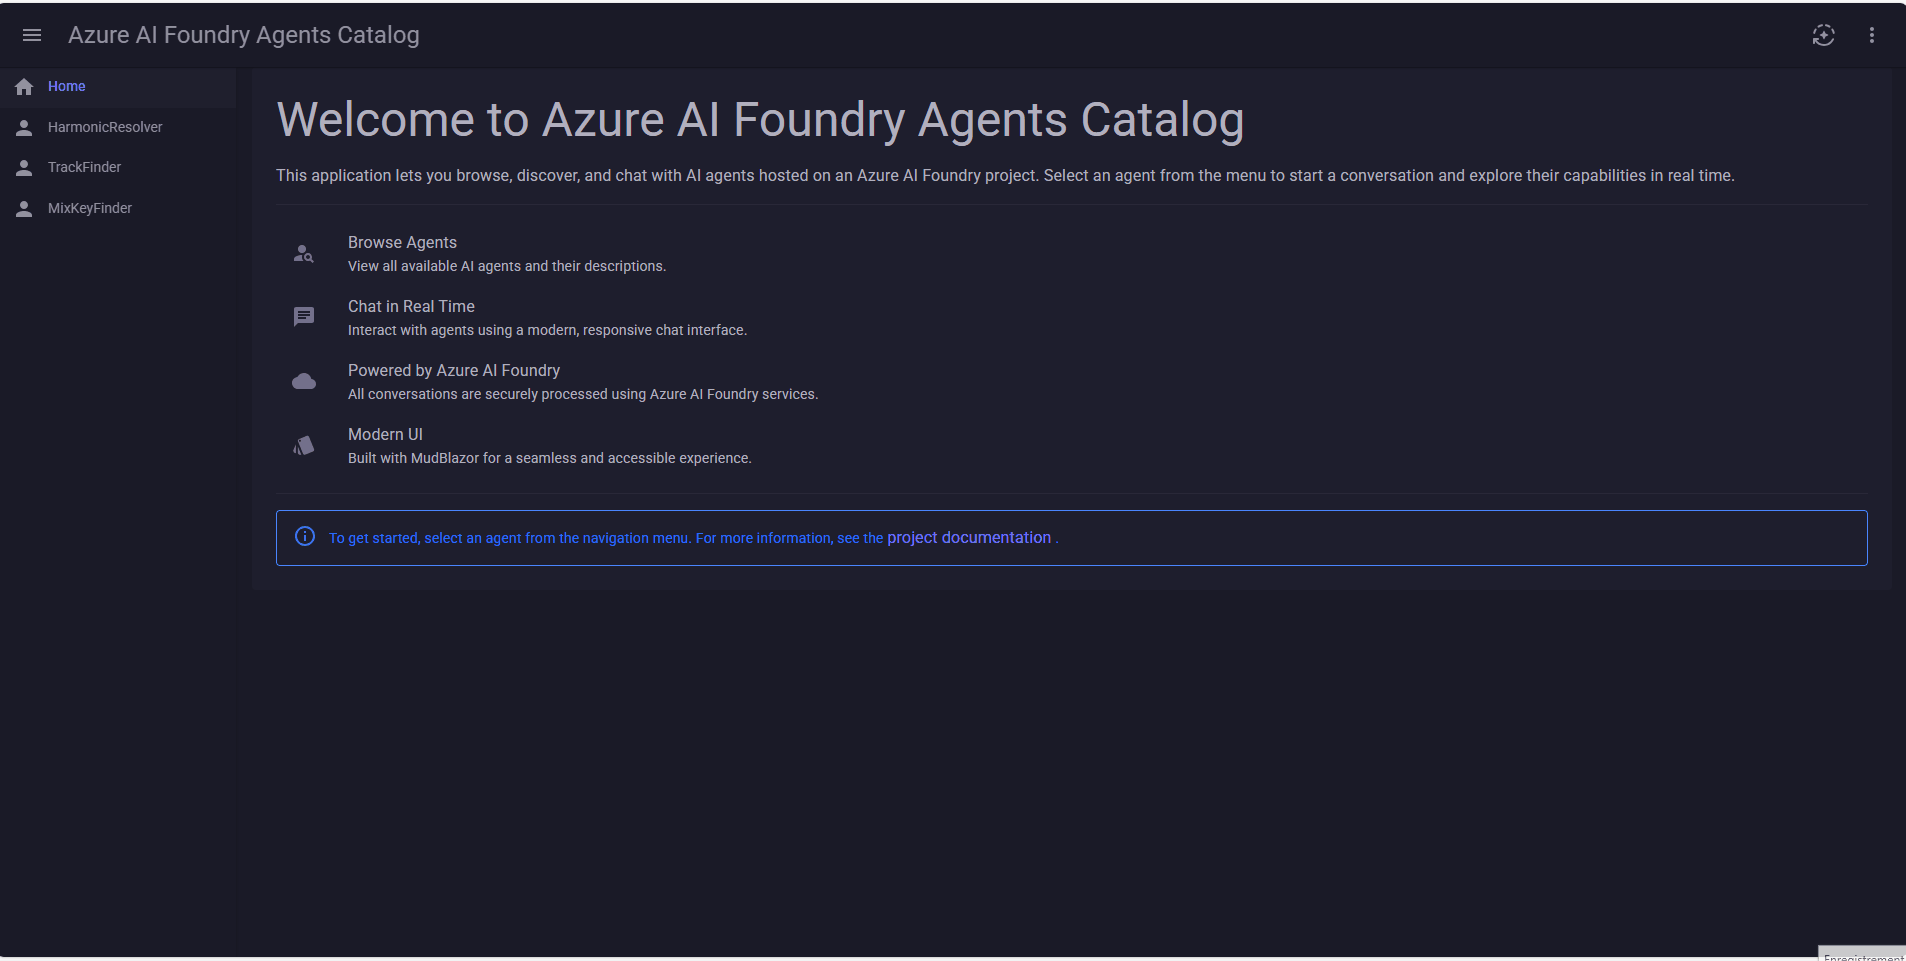 Azure AI Foundry Agents Catalog
Home
HarmonicResolver
TrackFinder
MixKeyFinder
Welcome to Azure AI Foundry Agents Catalog
This application lets you browse, discover, and chat with AI agents hosted on an Azure AI Foundry project. Select an agent from the menu to start a conversation and explore their capabilities in real time.
Browse Agents
View all available AI agents and their descriptions.
Chat in Real Time
Interact with agents using a modern, responsive chat interface.
Powered by Azure AI Foundry
All conversations are securely processed using Azure AI Foundry services.
Modern UI
Built with MudBlazor for a seamless and accessible experience.
To get started, select an agent from the navigation menu. For more information, see the project documentation .
Enregistrement